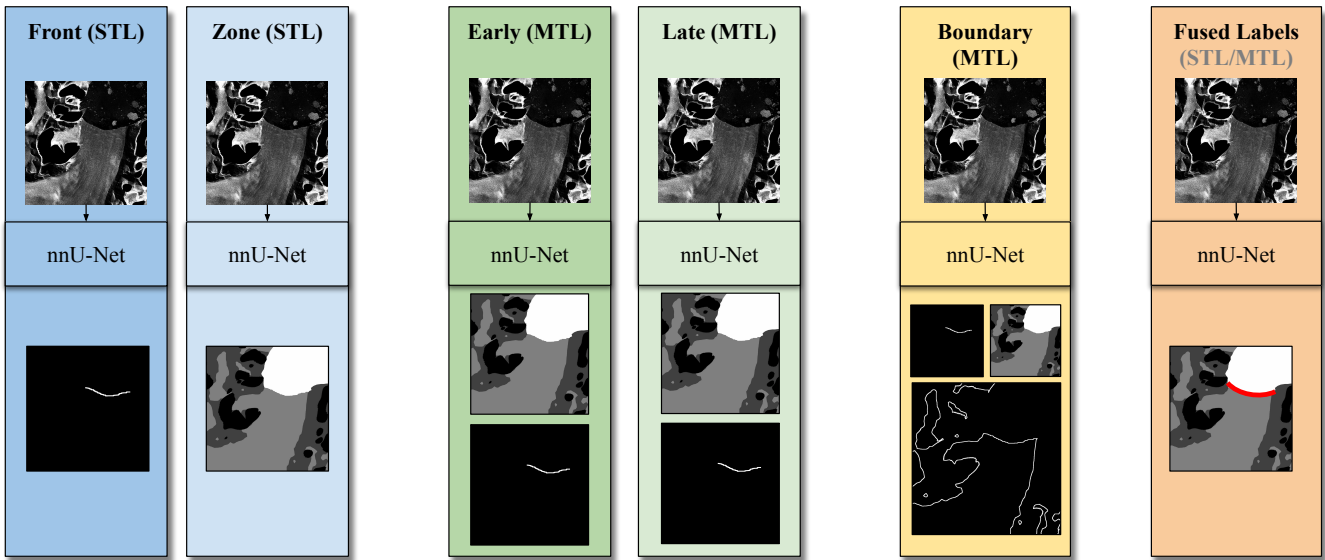 Front (STL)
Zone (STL)
Early (MTL)
Late (MTL)
Boundary
(MTL)
Fused Labels
(STL/MTL)
nnU-Net
nnU-Net
nnU-Net
nnU-Net
nnU-Net
nnU-Net